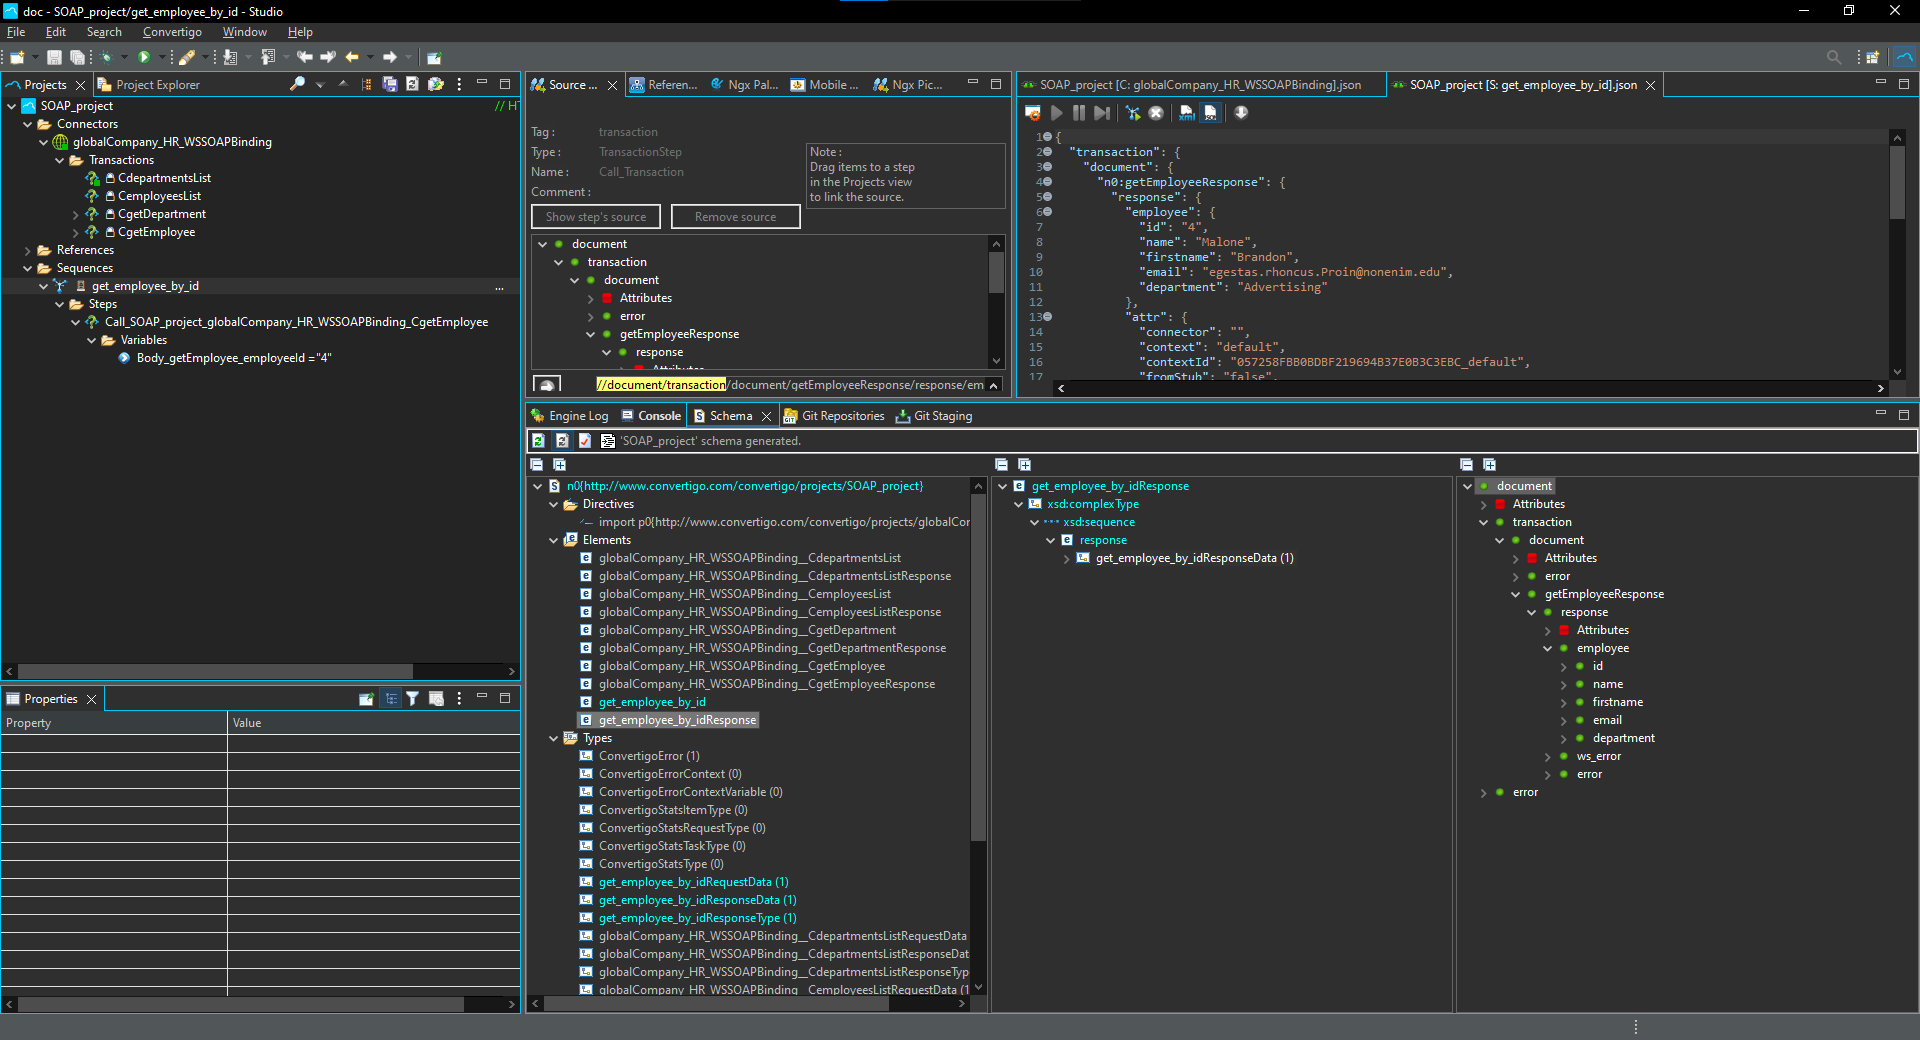 doc - SOAP_project/get_employee_by_id - Studio
File Edit Search Convertigo Window Help
Projects Project Explorer
SOAP_project // H
Connectors
globalCompany_HR_WSSOAPBinding
Transactions
CdepartmentsList
CemployeesList
CgetDepartment
CgetEmployee
References
Sequences
get_employee_by_id ...
Steps
Call_SOAP_project_globalCompany_HR_WSSOAPBinding_CgetEmployee
Variables
Body_getEmployee_employeeId ="4"
Properties
Property Value
Source ... Referen... Ngx Pal... Mobile ... Ngx Pic...
Tag : transaction
Type : TransactionStep
Name : Call_Transaction
Comment :
Note :
Drag items to a step
in the Projects view
to link the source.
Show step's source Remove source
document
transaction
document
Attributes
error
getEmployeeResponse
response
Attributes
//document/transaction/document/getEmployeeResponse/response/em
SOAP_project [C: globalCompany_HR_WSSOAPBinding].json SOAP_project [S: get_employee_by_id].json
1 {
2 "transaction": {
3 "document": {
4 "n0:getEmployeeResponse": {
5 "response": {
6 "employee": {
7 "id": "4",
8 "name": "Malone",
9 "firstname": "Brandon",
10 "email": "egestas.rhoncus.Proin@nonenim.edu",
11 "department": "Advertising"
12 },
13 "attr": {
14 "connector": "",
15 "context": "default",
16 "contextId": "057258FBB0BDBF219694B37E0B3C3EBC_default",
17 "fromStub": "false",
Engine Log Console Schema Git Repositories Git Staging
'SOAP_project' schema generated.
n0{http://www.convertigo.com/convertigo/projects/SOAP_project}
Directives
import p0{http://www.convertigo.com/convertigo/projects/globalCor
Elements
globalCompany_HR_WSSOAPBinding__CdepartmentsList
globalCompany_HR_WSSOAPBinding__CdepartmentsListResponse
globalCompany_HR_WSSOAPBinding__CemployeesList
globalCompany_HR_WSSOAPBinding__CemployeesListResponse
globalCompany_HR_WSSOAPBinding__CgetDepartment
globalCompany_HR_WSSOAPBinding__CgetDepartmentResponse
globalCompany_HR_WSSOAPBinding__CgetEmployee
globalCompany_HR_WSSOAPBinding__CgetEmployeeResponse
get_employee_by_id
get_employee_by_idResponse
Types
ConvertigoError (1)
ConvertigoErrorContext (0)
ConvertigoErrorContextVariable (0)
ConvertigoStatsItemType (0)
ConvertigoStatsRequestType (0)
ConvertigoStatsTaskType (0)
ConvertigoStatsType (0)
get_employee_by_idRequestData (1)
get_employee_by_idResponseData (1)
get_employee_by_idResponseType (1)
globalCompany_HR_WSSOAPBinding__CdepartmentsListRequestData
globalCompany_HR_WSSOAPBinding__CdepartmentsListResponseDat
globalCompany_HR_WSSOAPBinding__CdepartmentsListResponseTyp
globalCompany_HR_WSSOAPBinding__CemployeesListRequestData (1
get_employee_by_idResponse
xsd:complexType
xsd:sequence
response
get_employee_by_idResponseData (1)
document
Attributes
transaction
document
Attributes
error
getEmployeeResponse
response
Attributes
employee
id
name
firstname
email
department
ws_error
error
error